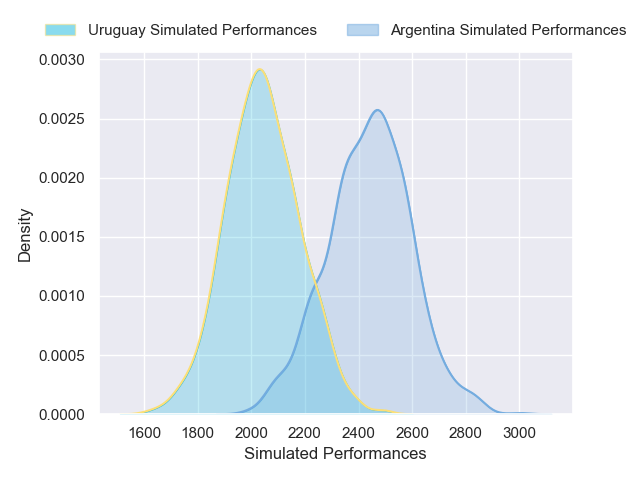 Uruguay Simulated Performances Argentina Simulated Performances
0.0030
0.0025
0.0020
0.0015
0.0010
0.0005
0.0000
Density
1600 1800 2000 2200 2400 2600 2800 3000
Simulated Performances